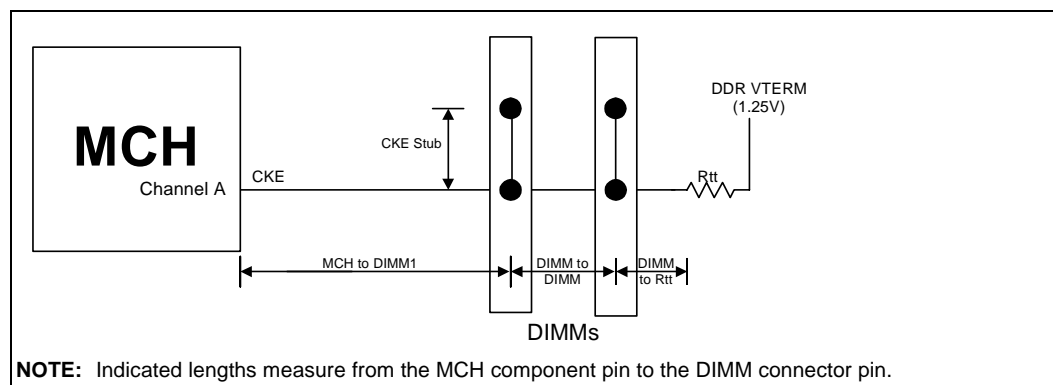 DDR VTERM
(1.25V)
MCH
Channel A
CKE
CKE Stub
Rtt
MCH to DIMM1
DIMM to
DIMM
DIMM
to Rtt
DIMMs
NOTE: Indicated lengths measure from the MCH component pin to the DIMM connector pin.